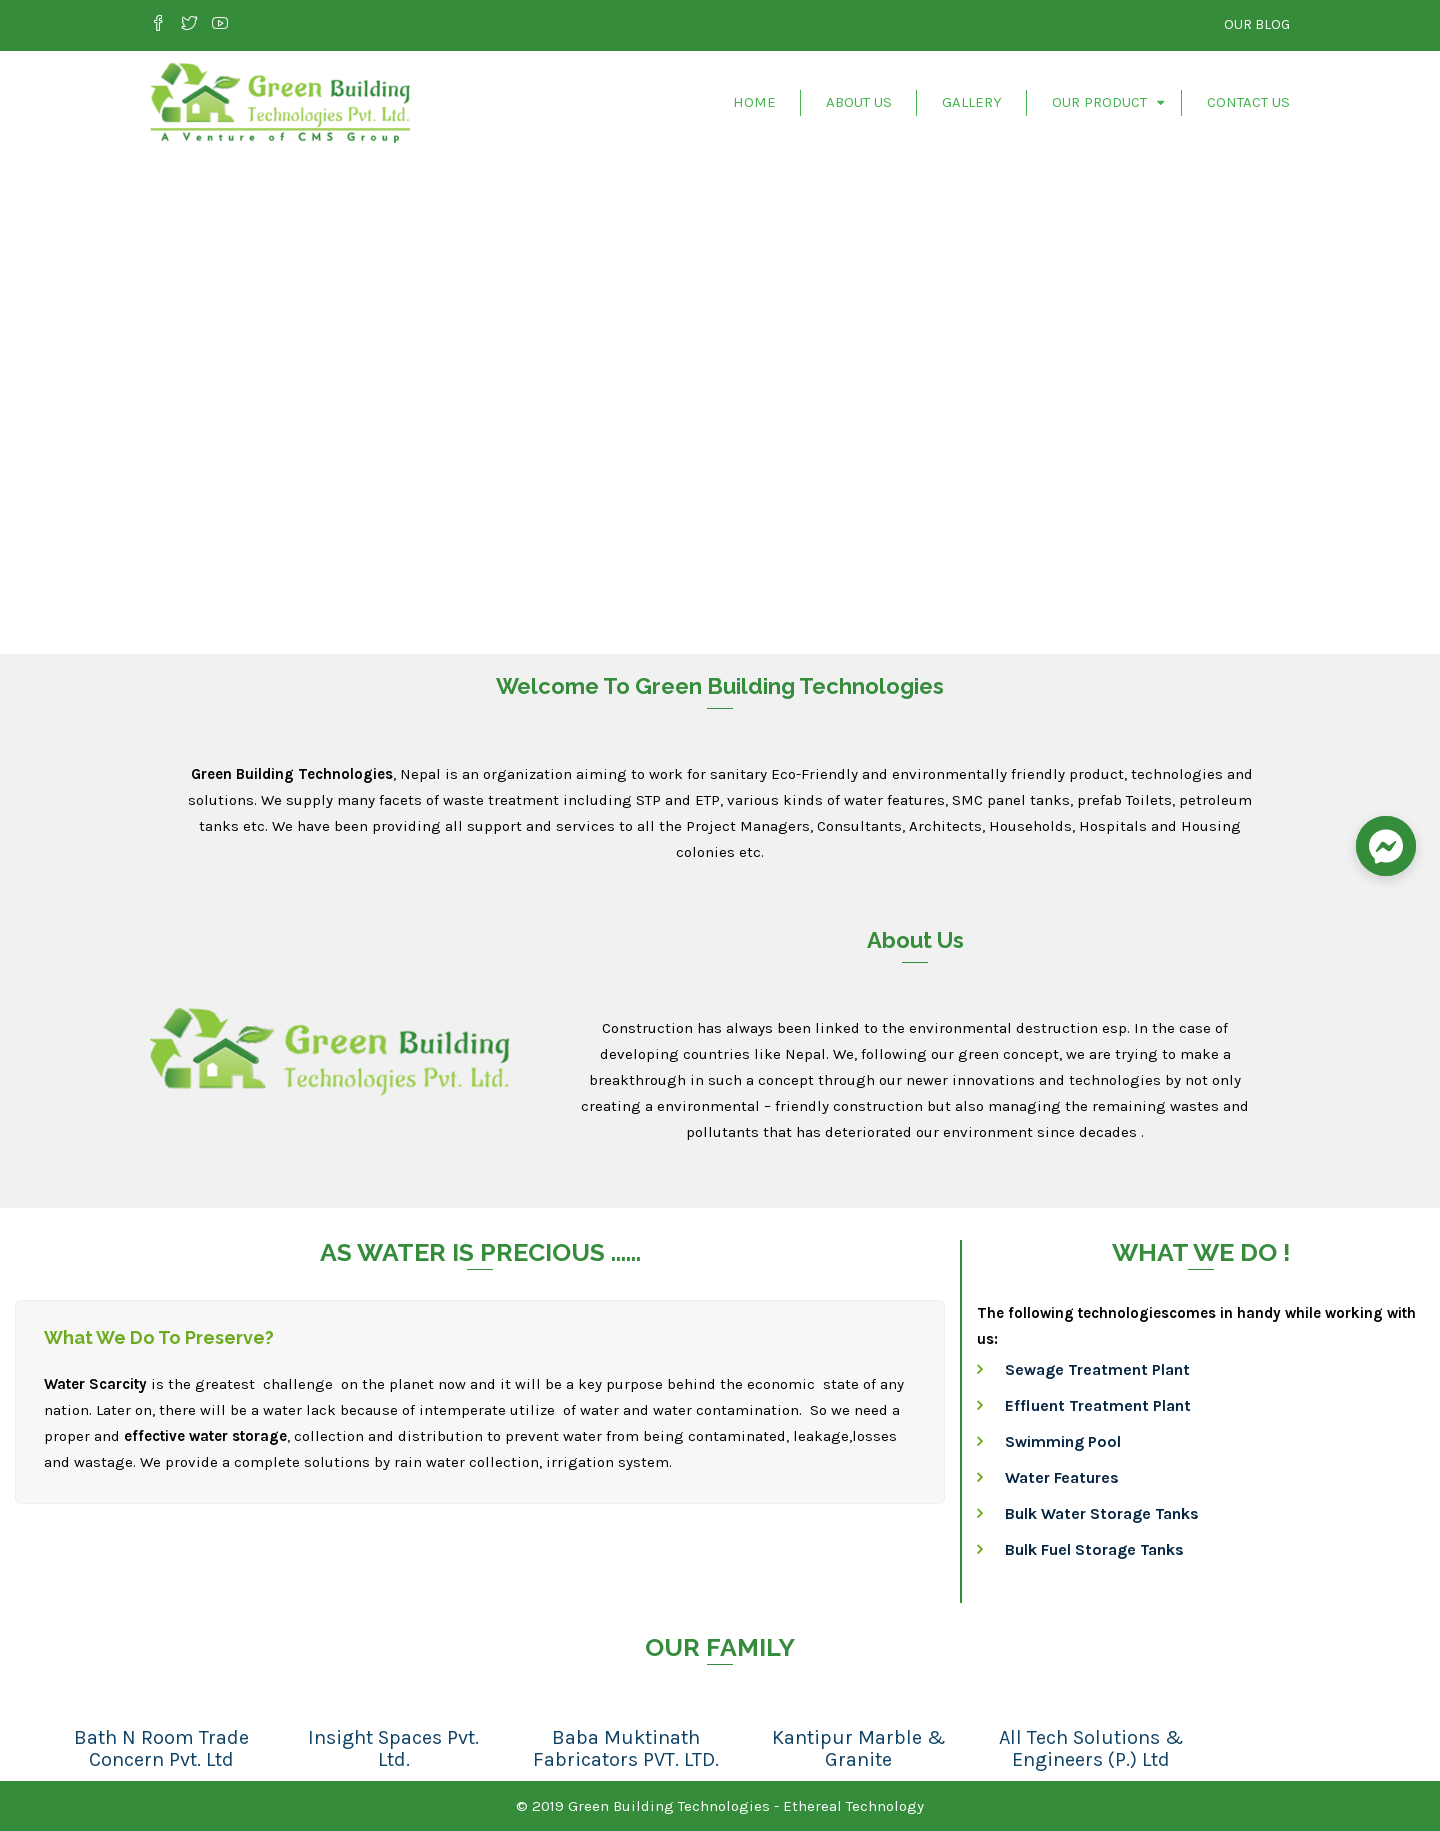 OUR BLOG
Green Building
Technologies Pvt. Ltd.
A Venture of CMS Group
HOME
ABOUT US
GALLERY
OUR PRODUCT
CONTACT US
Welcome To Green Building Technologies
Green Building Technologies, Nepal is an organization aiming to work for sanitary Eco-Friendly and environmentally friendly product, technologies and
solutions. We supply many facets of waste treatment including STP and ETP, various kinds of water features, SMC panel tanks, prefab Toilets, petroleum
tanks etc. We have been providing all support and services to all the Project Managers, Consultants, Architects, Households, Hospitals and Housing
colonies etc.
About Us
Green Building
Technologies Pvt. Ltd.
Construction has always been linked to the environmental destruction esp. In the case of
developing countries like Nepal. We, following our green concept, we are trying to make a
breakthrough in such a concept through our newer innovations and technologies by not only
creating a environmental – friendly construction but also managing the remaining wastes and
pollutants that has deteriorated our environment since decades .
AS WATER IS PRECIOUS ......
What We Do To Preserve?
Water Scarcity is the greatest  challenge  on the planet now and it will be a key purpose behind the economic  state of any
nation. Later on, there will be a water lack because of intemperate utilize  of water and water contamination.  So we need a
proper and effective water storage, collection and distribution to prevent water from being contaminated, leakage,losses
and wastage. We provide a complete solutions by rain water collection, irrigation system.
WHAT WE DO !
The following technologiescomes in handy while working with
us:
Sewage Treatment Plant
Effluent Treatment Plant
Swimming Pool
Water Features
Bulk Water Storage Tanks
Bulk Fuel Storage Tanks
OUR FAMILY
Bath N Room Trade
Concern Pvt. Ltd
Insight Spaces Pvt.
Ltd.
Baba Muktinath
Fabricators PVT. LTD.
Kantipur Marble &
Granite
All Tech Solutions &
Engineers (P.) Ltd
© 2019 Green Building Technologies - Ethereal Technology